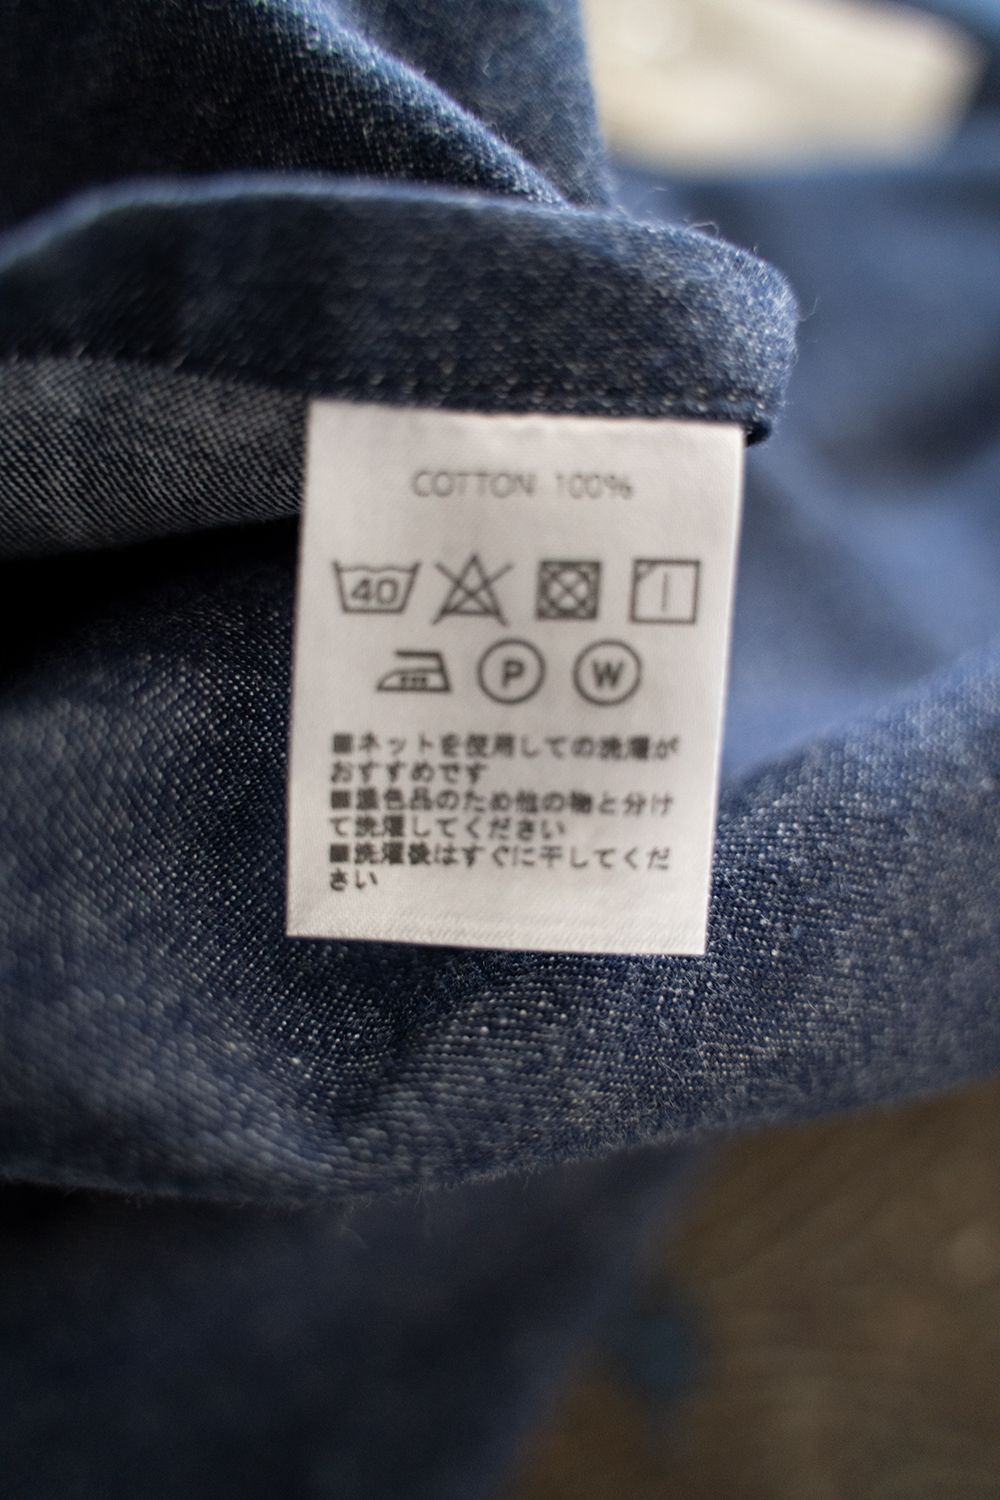 COTTON 100%
40
P W
■ネットを使用しての洗濯が
おすすめです
■濃色品のため他の物と分け
て洗濯してください
■洗濯後はすぐに干してくだ
さい